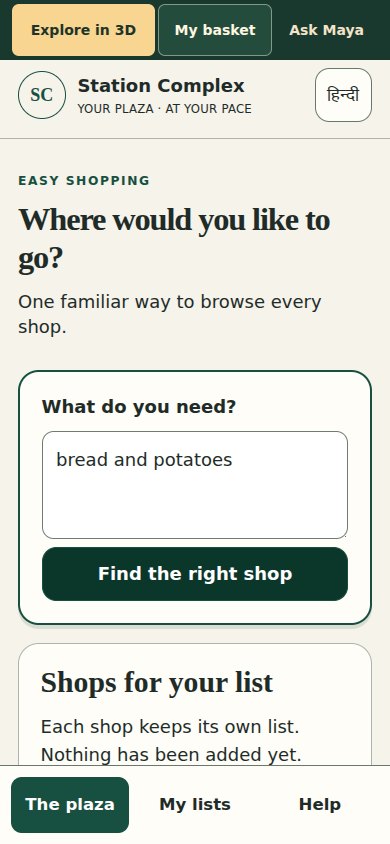 Explore in 3D
My basket
Ask Maya
SC
Station Complex
YOUR PLAZA · AT YOUR PACE
हिन्दी
EASY SHOPPING
Where would you like to
go?
One familiar way to browse every
shop.
What do you need?
bread and potatoes
Find the right shop
Shops for your list
Each shop keeps its own list.
Nothing has been added yet.
The plaza
My lists
Help